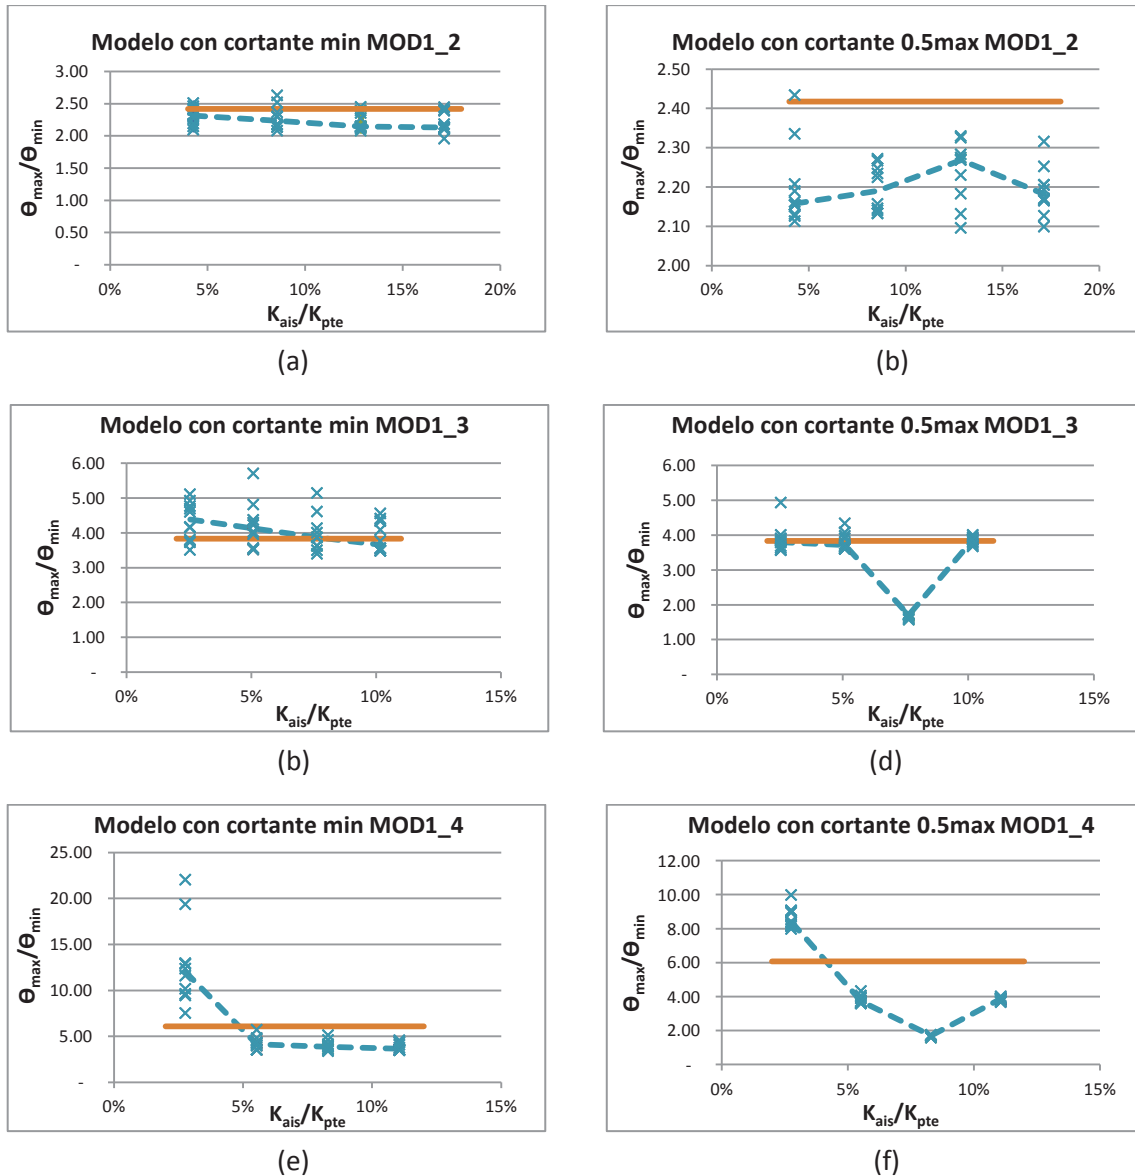 Modelo con cortante min MOD1_2
3.00
2.50
2.00
1.50
1.00
0.50
-
0% 5% 10% 15% 20%
Θmax/Θmin
Kais/Kpte
(a)
Modelo con cortante 0.5max MOD1_2
2.50
2.40
2.30
2.20
2.10
2.00
0% 5% 10% 15% 20%
Θmax/Θmin
Kais/Kpte
(b)
Modelo con cortante min MOD1_3
6.00
5.00
4.00
3.00
2.00
1.00
-
0% 5% 10% 15%
Θmax/Θmin
Kais/Kpte
(b)
Modelo con cortante 0.5max MOD1_3
6.00
5.00
4.00
3.00
2.00
1.00
-
0% 5% 10% 15%
Θmax/Θmin
Kais/Kpte
(d)
Modelo con cortante min MOD1_4
25.00
20.00
15.00
10.00
5.00
-
0% 5% 10% 15%
Θmax/Θmin
Kais/Kpte
(e)
Modelo con cortante 0.5max MOD1_4
12.00
10.00
8.00
6.00
4.00
2.00
-
0% 5% 10% 15%
Θmax/Θmin
Kais/Kpte
(f)